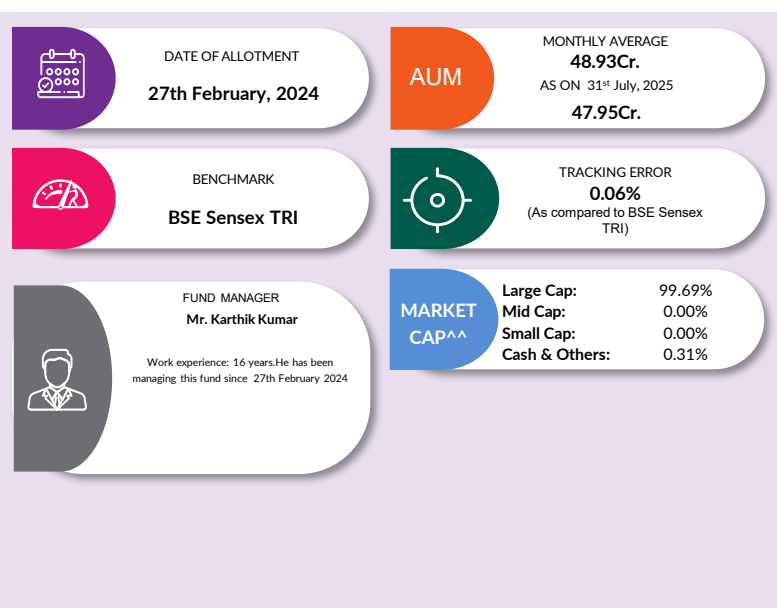 DATE OF ALLOTMENT
27th February, 2024
AUM
MONTHLY AVERAGE
48.93Cr.
AS ON 31st July, 2025
47.95Cr.
BENCHMARK
BSE Sensex TRI
TRACKING ERROR
0.06%
(As compared to BSE Sensex
TRI)
FUND MANAGER
Mr. Karthik Kumar
Work experience: 16 years.He has been
managing this fund since 27th February 2024
MARKET
CAP^^
Large Cap: 99.69%
Mid Cap: 0.00%
Small Cap: 0.00%
Cash & Others: 0.31%